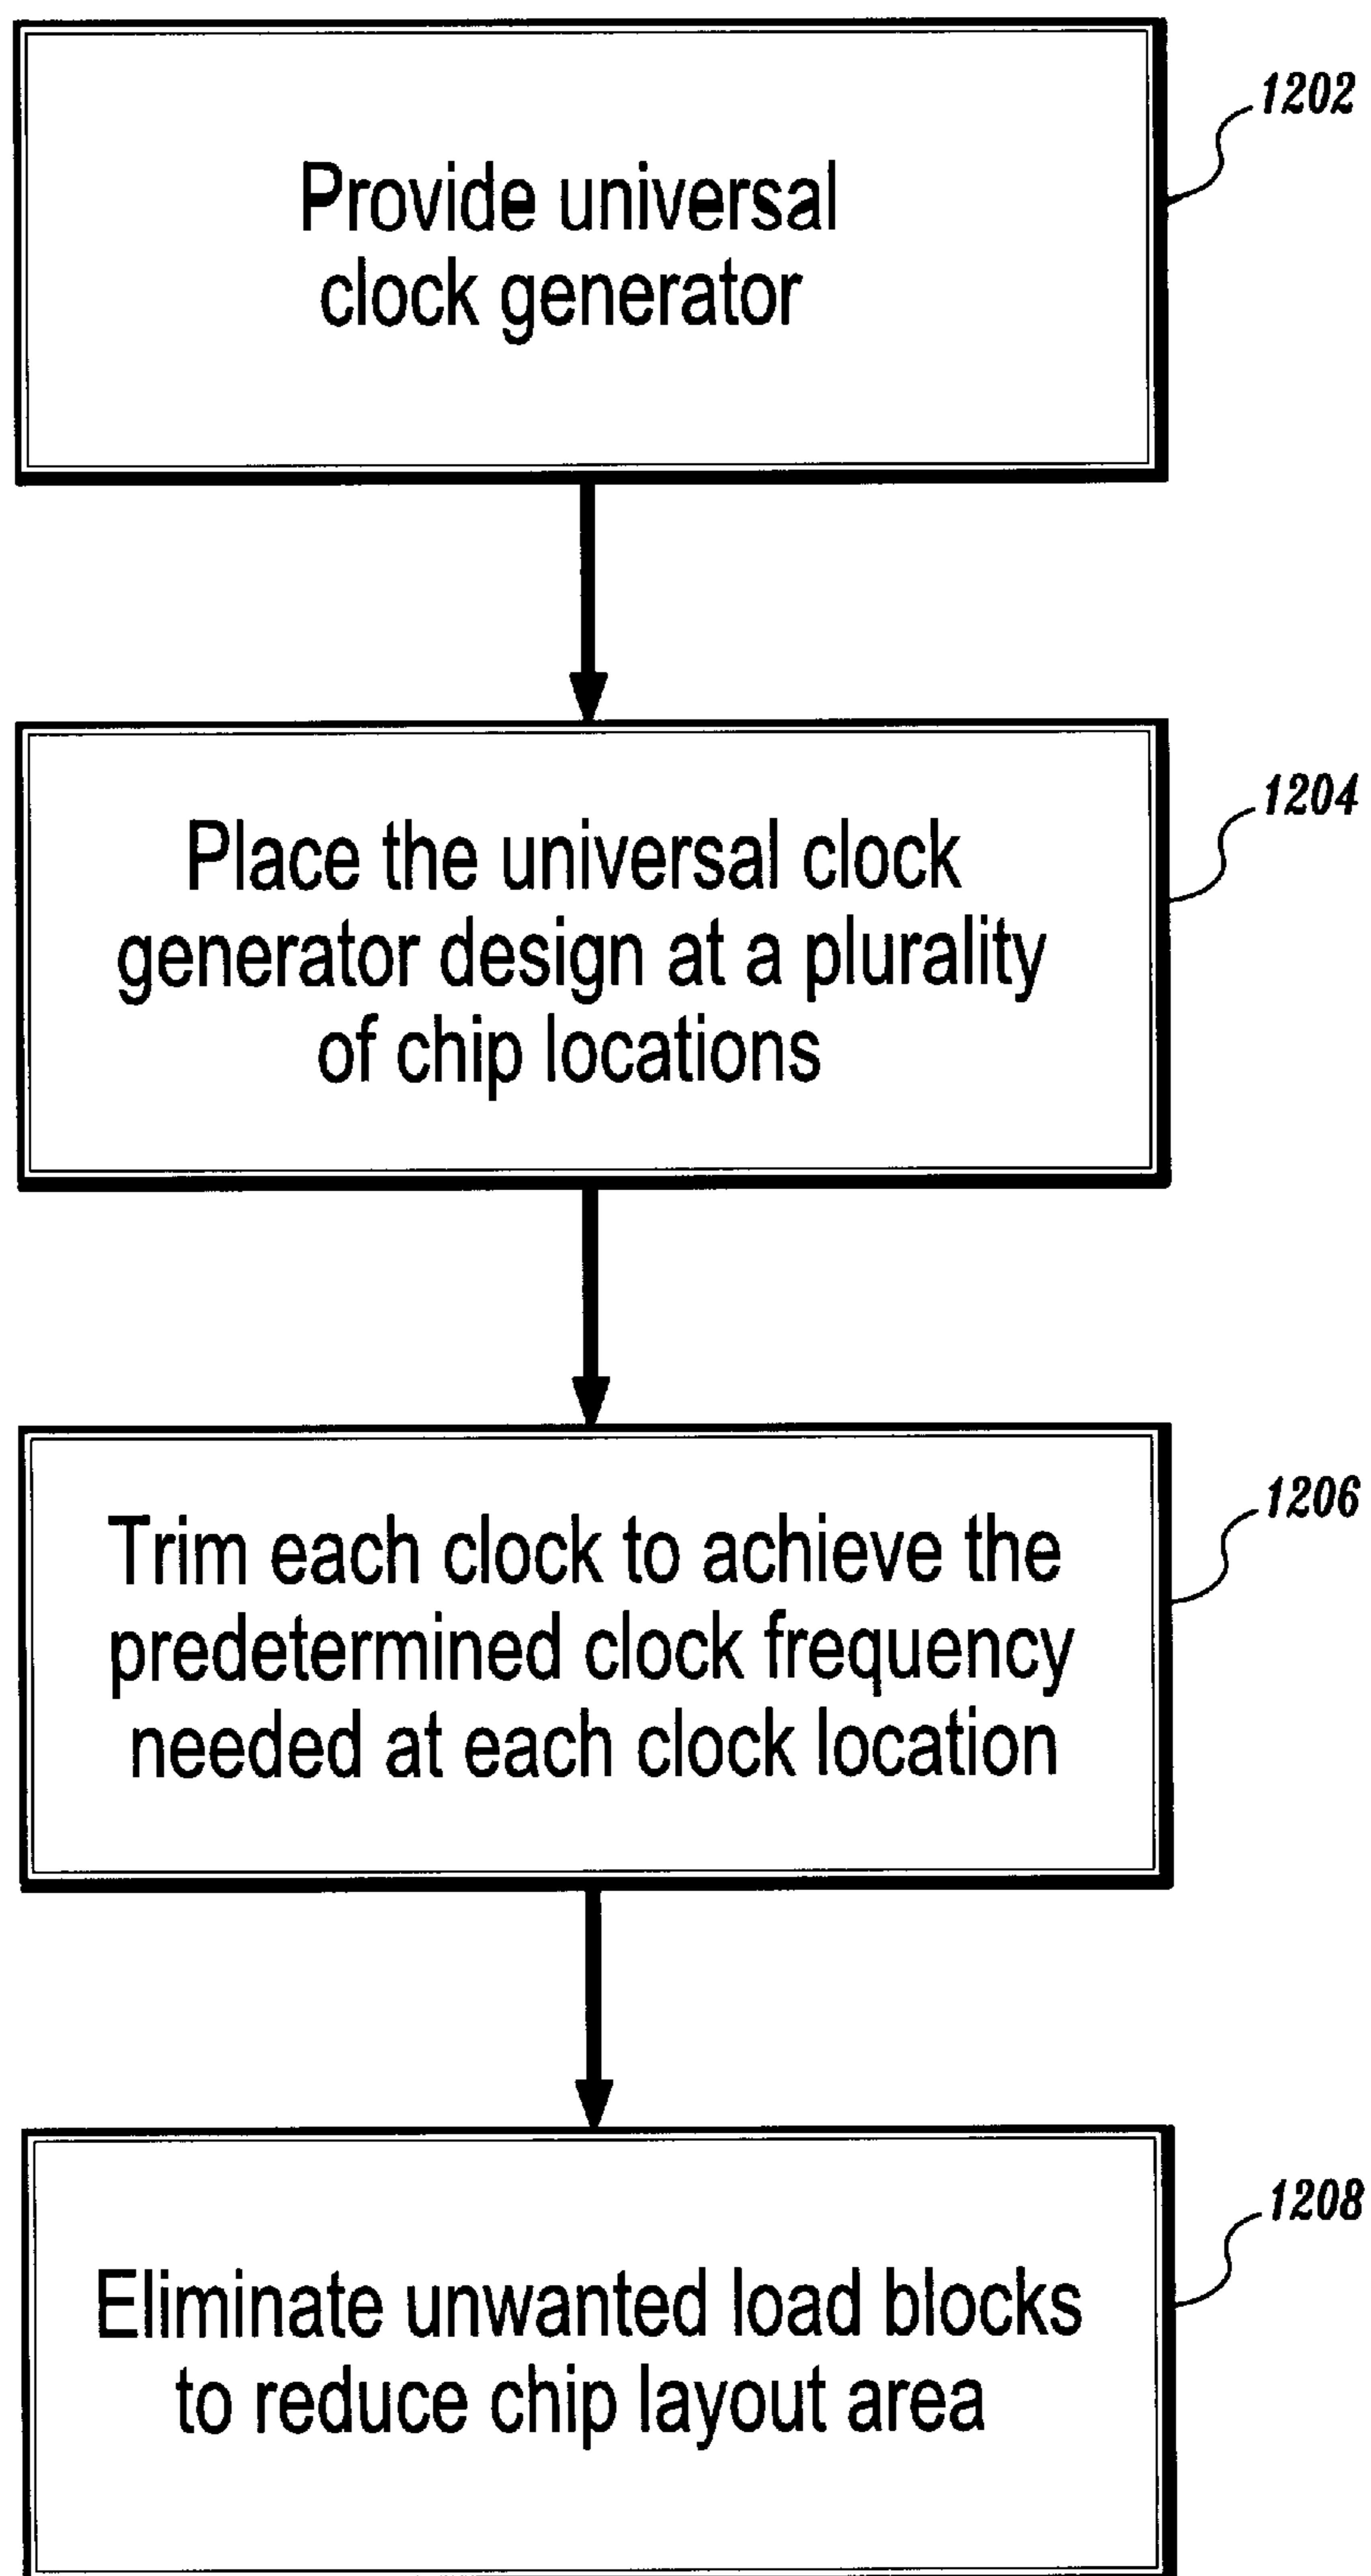 1202
Provide universal
clock generator
1204
Place the universal clock
generator design at a plurality
of chip locations
1206
Trim each clock to achieve the
predetermined clock frequency
needed at each clock location
1208
Eliminate unwanted load blocks
to reduce chip layout area